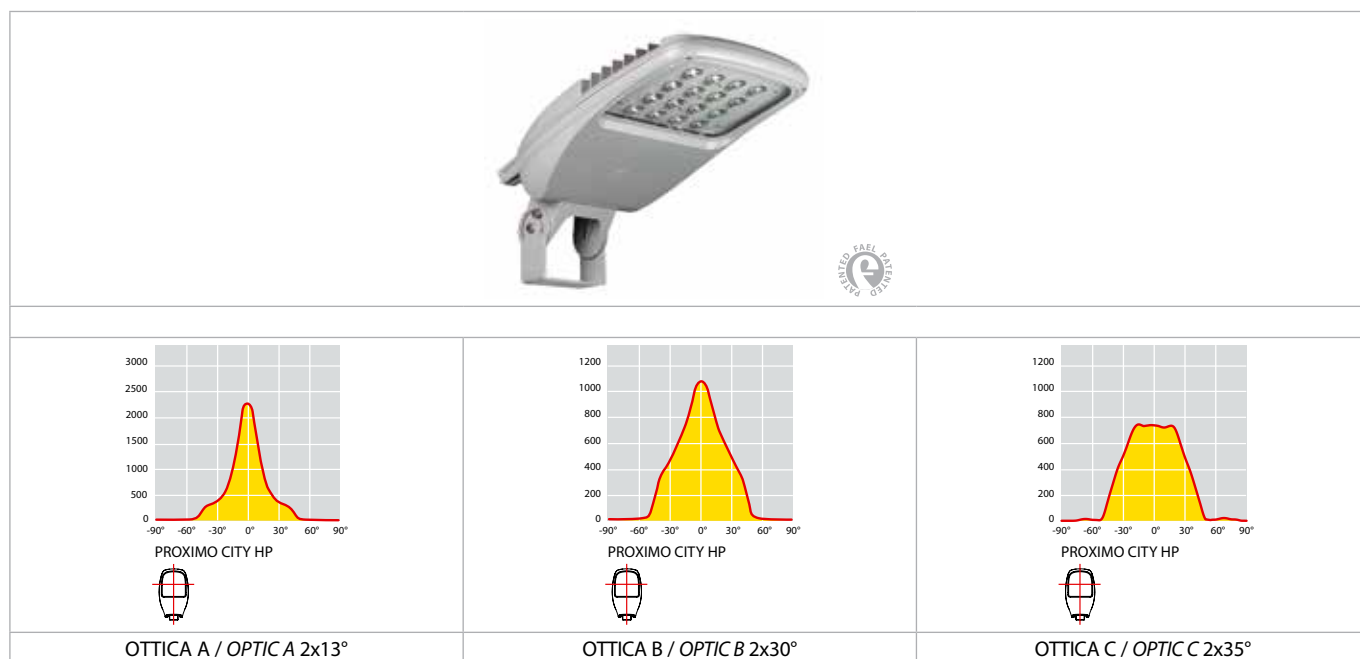 PATENTED FAEL PATENTED
3000
2500
2000
1500
1000
500
0
-90° -60° -30° 0° 30° 60° 90°
PROXIMO CITY HP
OTTICA A / OPTIC A 2x13°
1200
1000
800
600
400
200
0
-90° -60° -30° 0° 30° 60° 90°
PROXIMO CITY HP
OTTICA B / OPTIC B 2x30°
1200
1000
800
600
400
200
0
-90° -60° -30° 0° 30° 60° 90°
PROXIMO CITY HP
OTTICA C / OPTIC C 2x35°